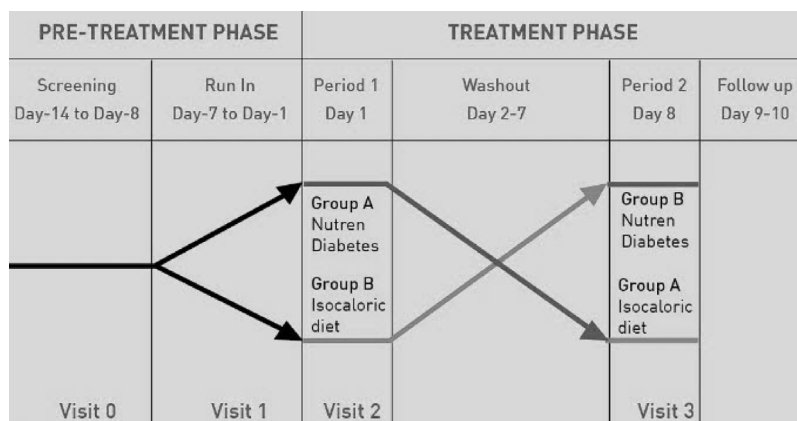 PRE-TREATMENT PHASE
TREATMENT PHASE
Screening
Day-14 to Day-8
Run In
Day-7 to Day-1
Period 1
Day 1
Washout
Day 2-7
Period 2
Day 8
Follow up
Day 9-10
Group A
Nutren
Diabetes
Group B
Isocaloric
diet
Group B
Nutren
Diabetes
Group A
Isocaloric
diet
Visit 0
Visit 1
Visit 2
Visit 3